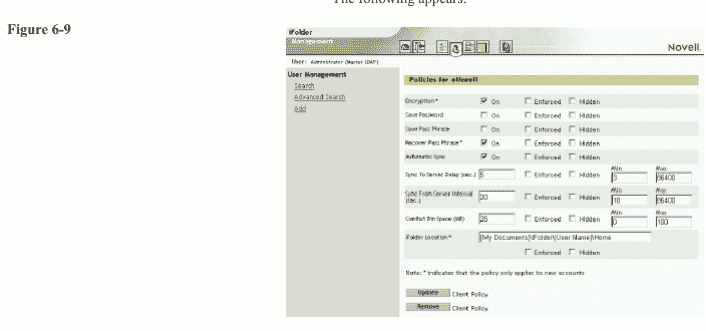 The following appears:
Figure 6-9
iFolder
Management
Novell.
User: Administrator (Master LDAP)
User Management
Search
Advanced Search
Add
Policies for
Encryption* On Enforced Hidden
Save Password On Enforced Hidden
Save Pass Phrase On Enforced Hidden
Recover Pass Phrase* On Enforced Hidden
Automatic Sync On Enforced Hidden
Min Max
Sync To Server Delay (sec.) 5 Enforced Hidden 3 86400
Min Max
Sync From Server Interval (sec.) 20 Enforced Hidden 10 86400
Min Max
Conflict Bin Space (MB) 25 Enforced Hidden 0 100
iFolder Location* [My Documents]\iFolder\[User Name]\Home
Enforced Hidden
Note: * indicates that the policy only applies to new accounts
Update Client Policy
Remove Client Policy